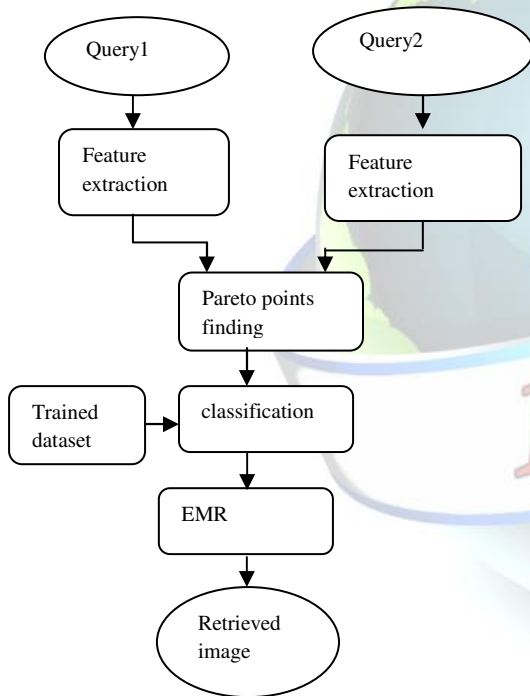 Query1
Query2
Feature
extraction
Feature
extraction
Pareto points
finding
Trained
dataset
classification
EMR
Retrieved
image